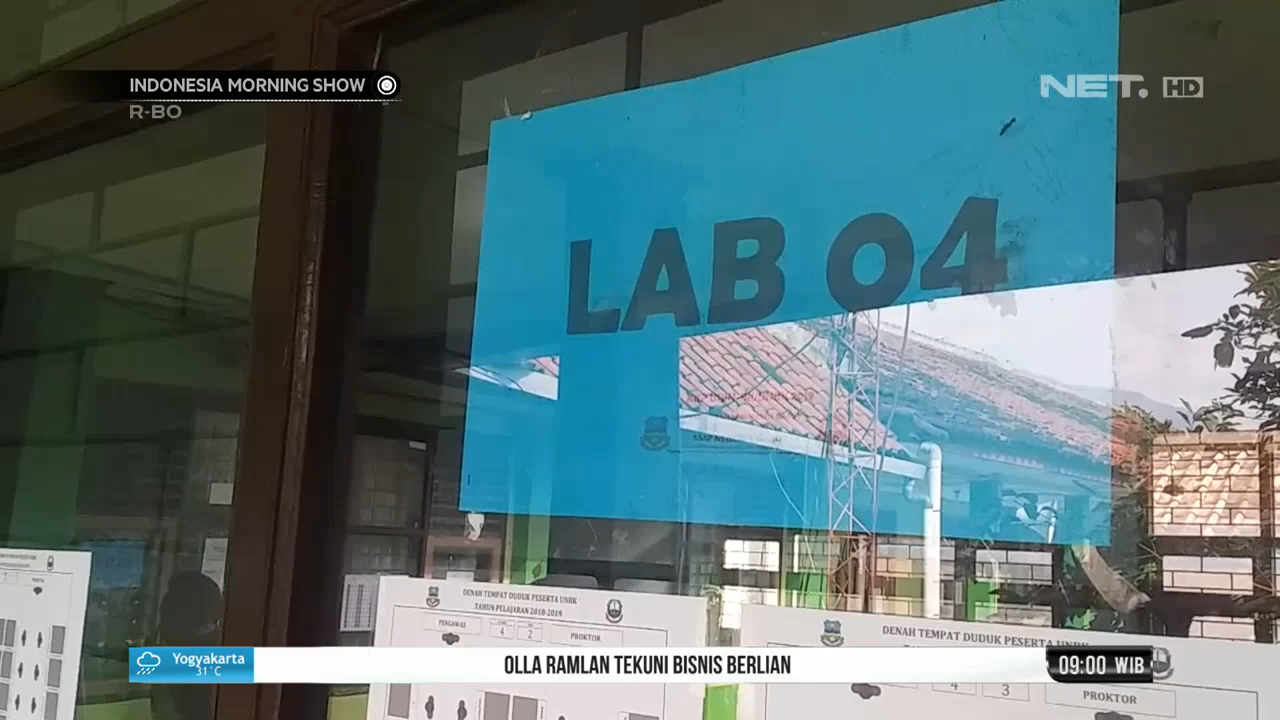 INDONESIA MORNING SHOW
R-BO
NET. HD
LAB 04
DENAH TEMPAT DUDUK PESERTA UNBK
TAHUN PELAJARAN 2018-2019
PENGAWAS
4 2
PROKTOR
DENAH TEMPAT DUDUK PESERTA UNBK
4 3
PROKTOR
Yogyakarta
31°C
OLLA RAMLAN TEKUNI BISNIS BERLIAN
09:00 WIB